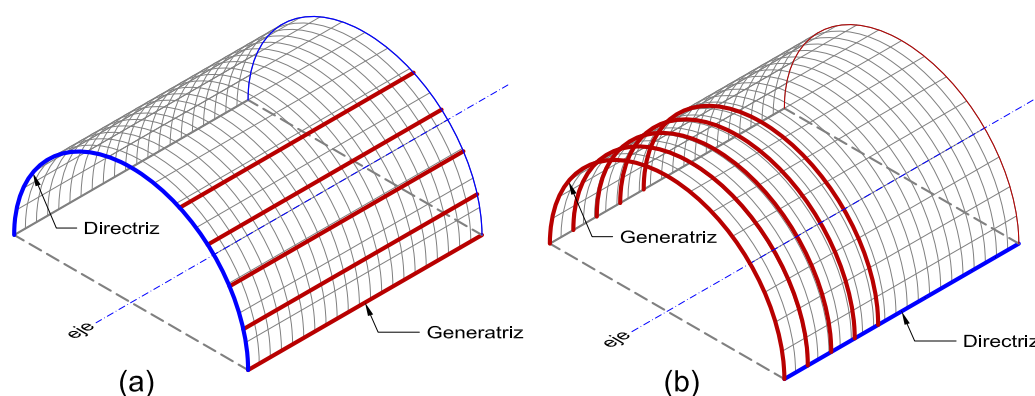 Directriz
eje
Generatriz
(a)
Generatriz
eje
Directriz
(b)